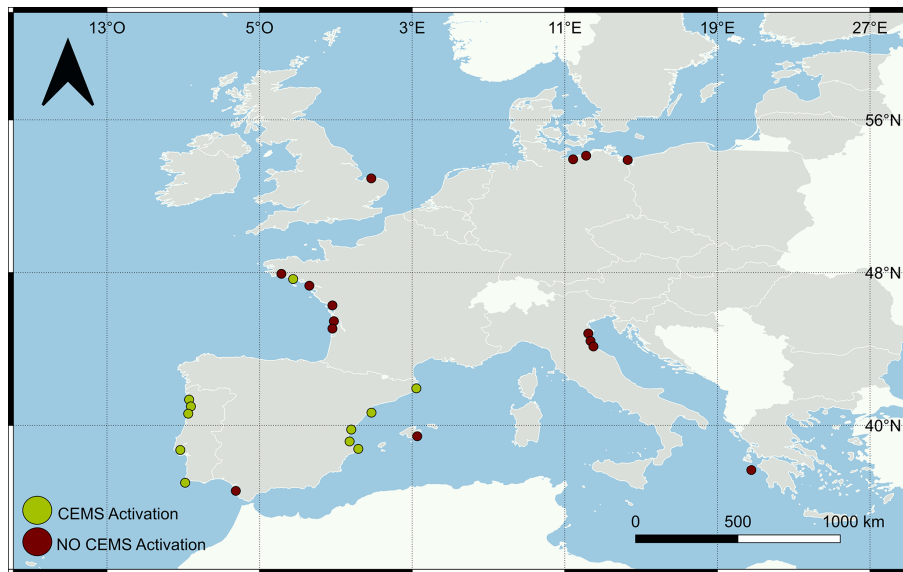 13°O 5°O 3°E 11°E 19°E 27°E
56°N
48°N
40°N
CEMS Activation
NO CEMS Activation
0 500 1000 km